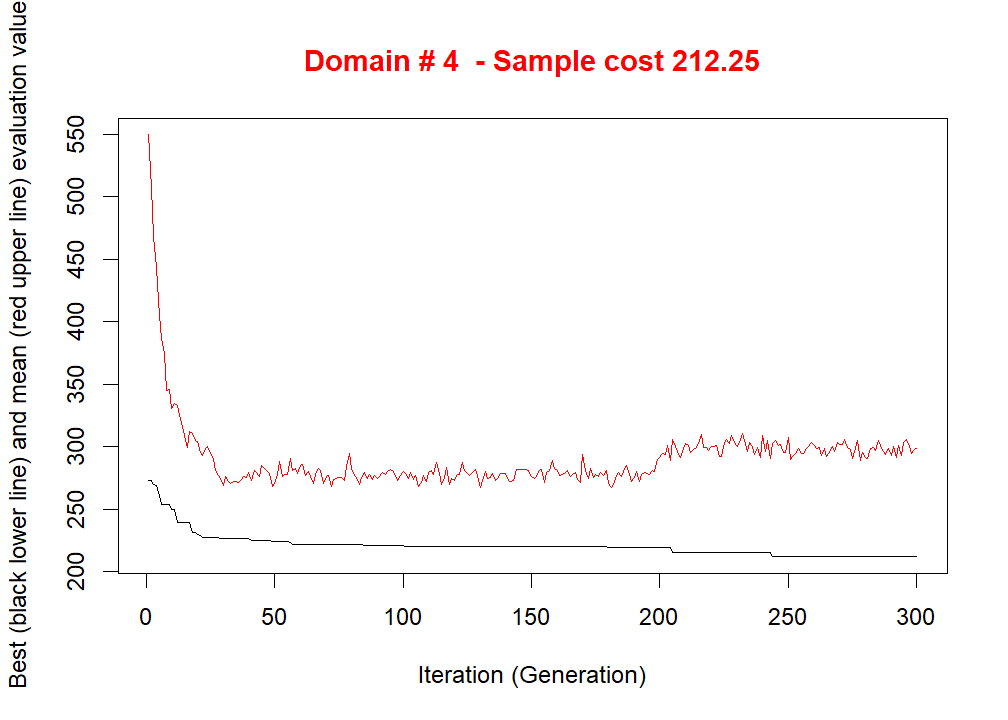 Domain # 4  - Sample cost 212.25
Best (black lower line) and mean (red upper line) evaluation value
550
500
450
400
350
300
250
200
0 50 100 150 200 250 300
Iteration (Generation)